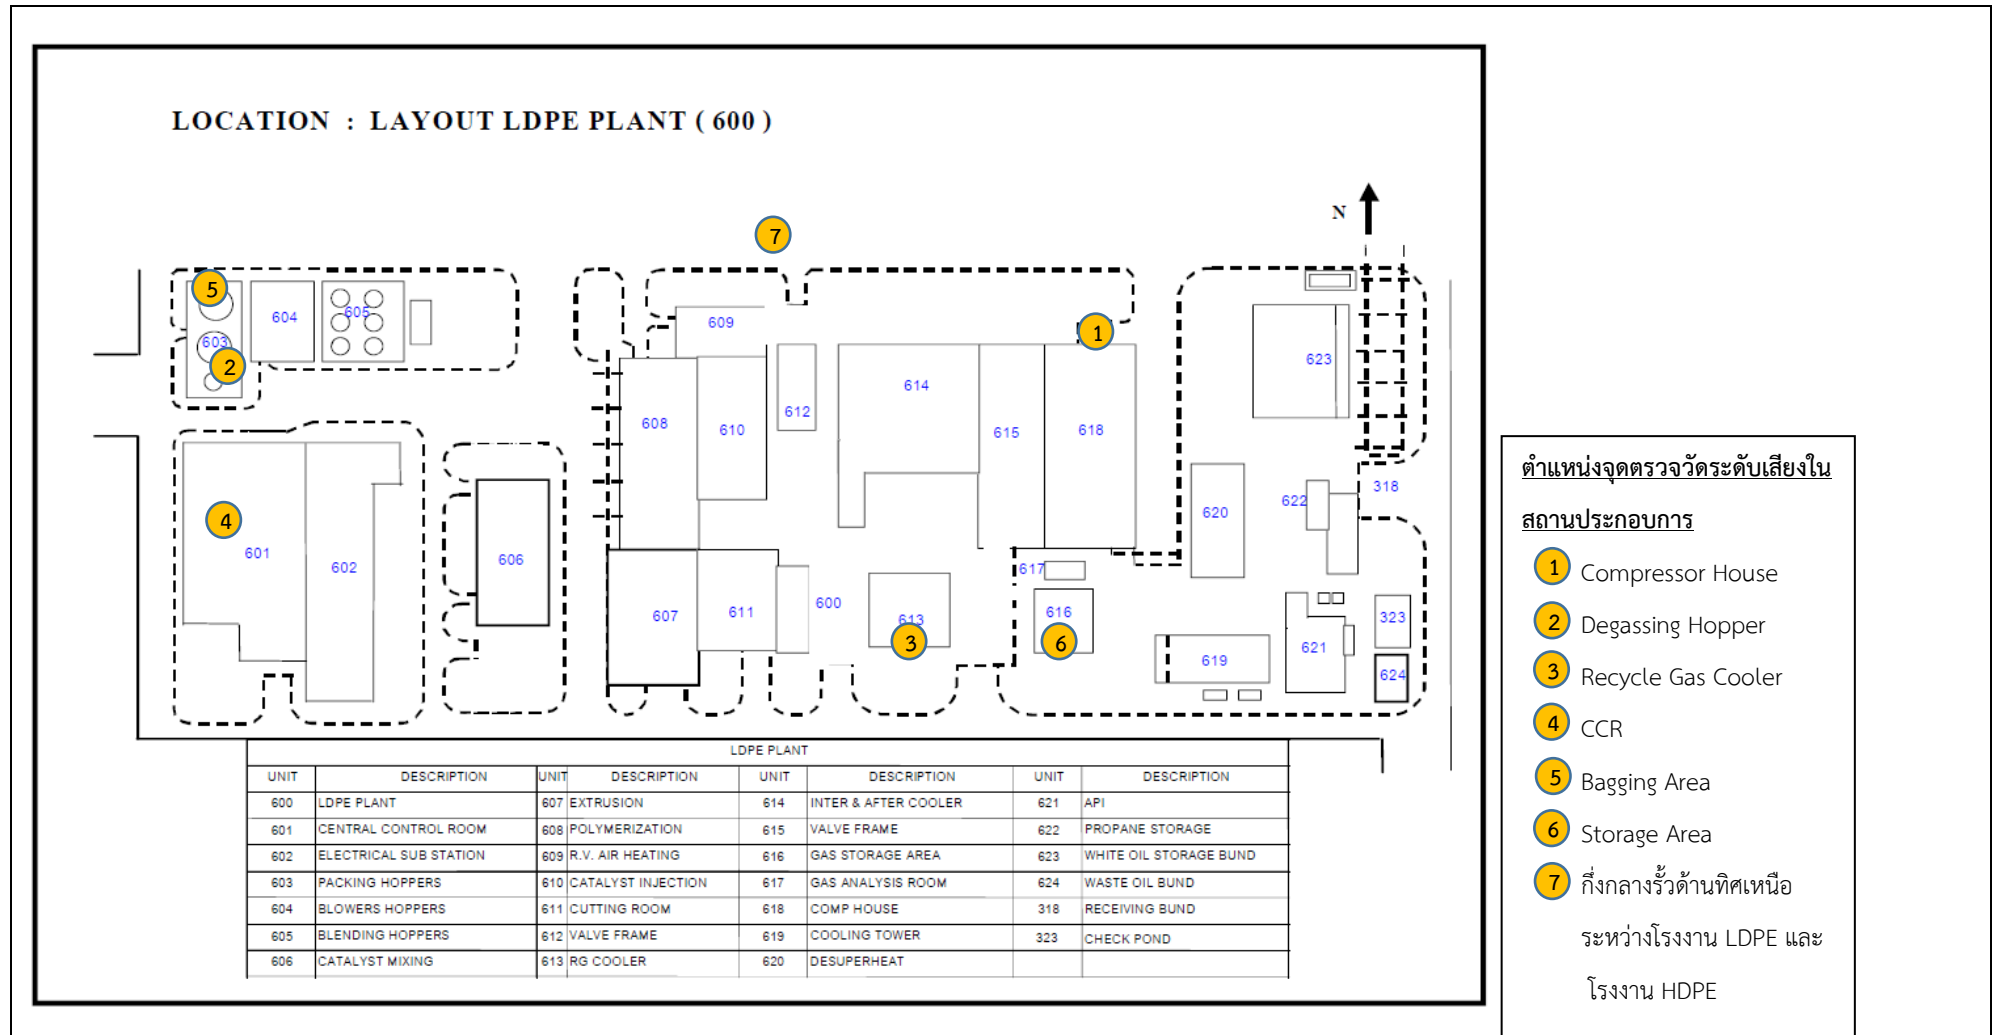 LOCATION : LAYOUT LDPE PLANT ( 600 )
N
7
5
604
605
603
2
609
1
623
608
610
612
614
615
618
4
601
602
606
620
622
318
617
607
611
600
613
3
616
6
619
621
323
624
LDPE PLANT
UNIT DESCRIPTION UNIT DESCRIPTION UNIT DESCRIPTION UNIT DESCRIPTION
600 LDPE PLANT 607 EXTRUSION 614 INTER & AFTER COOLER 621 API
601 CENTRAL CONTROL ROOM 608 POLYMERIZATION 615 VALVE FRAME 622 PROPANE STORAGE
602 ELECTRICAL SUB STATION 609 R.V. AIR HEATING 616 GAS STORAGE AREA 623 WHITE OIL STORAGE BUND
603 PACKING HOPPERS 610 CATALYST INJECTION 617 GAS ANALYSIS ROOM 624 WASTE OIL BUND
604 BLOWERS HOPPERS 611 CUTTING ROOM 618 COMP HOUSE 318 RECEIVING BUND
605 BLENDING HOPPERS 612 VALVE FRAME 619 COOLING TOWER 323 CHECK POND
606 CATALYST MIXING 613 RG COOLER 620 DESUPERHEAT
ตำแหน่งจุดตรวจวัดระดับเสียงใน
สถานประกอบการ
1 Compressor House
2 Degassing Hopper
3 Recycle Gas Cooler
4 CCR
5 Bagging Area
6 Storage Area
7 กึ่งกลางรั้วด้านทิศเหนือ
ระหว่างโรงงาน LDPE และ
โรงงาน HDPE